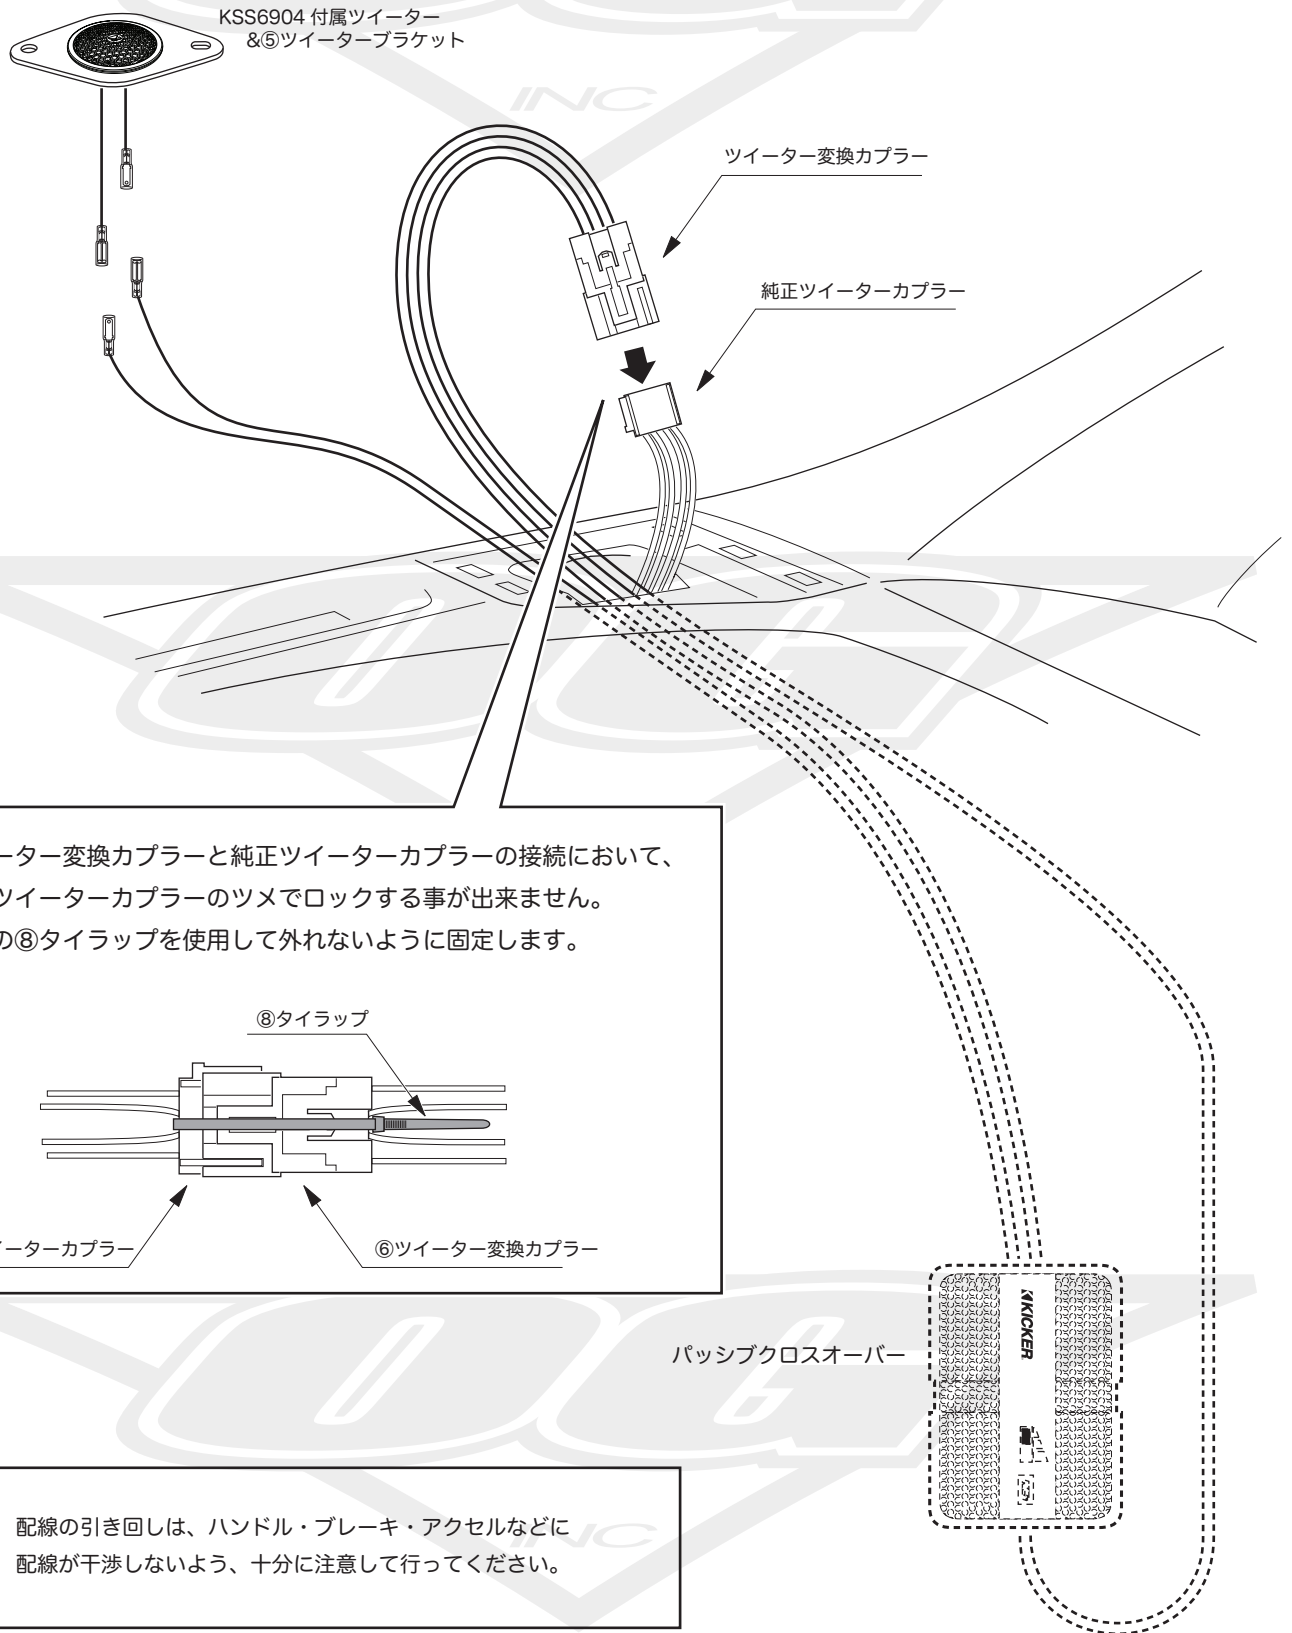 KSS6904 付属ツイーター
&⑤ツイーターブラケット
INC
ツイーター変換カプラー
純正ツイーターカプラー
ーター変換カプラーと純正ツイーターカプラーの接続において、
ツイーターカプラーのツメでロックする事が出来ません。
の⑧タイラップを使用して外れないように固定します。
⑧タイラップ
イーターカプラー
⑥ツイーター変換カプラー
KICKER
パッシブクロスオーバー
配線の引き回しは、ハンドル・ブレーキ・アクセルなどに
配線が干渉しないよう、十分に注意して行ってください。
INC